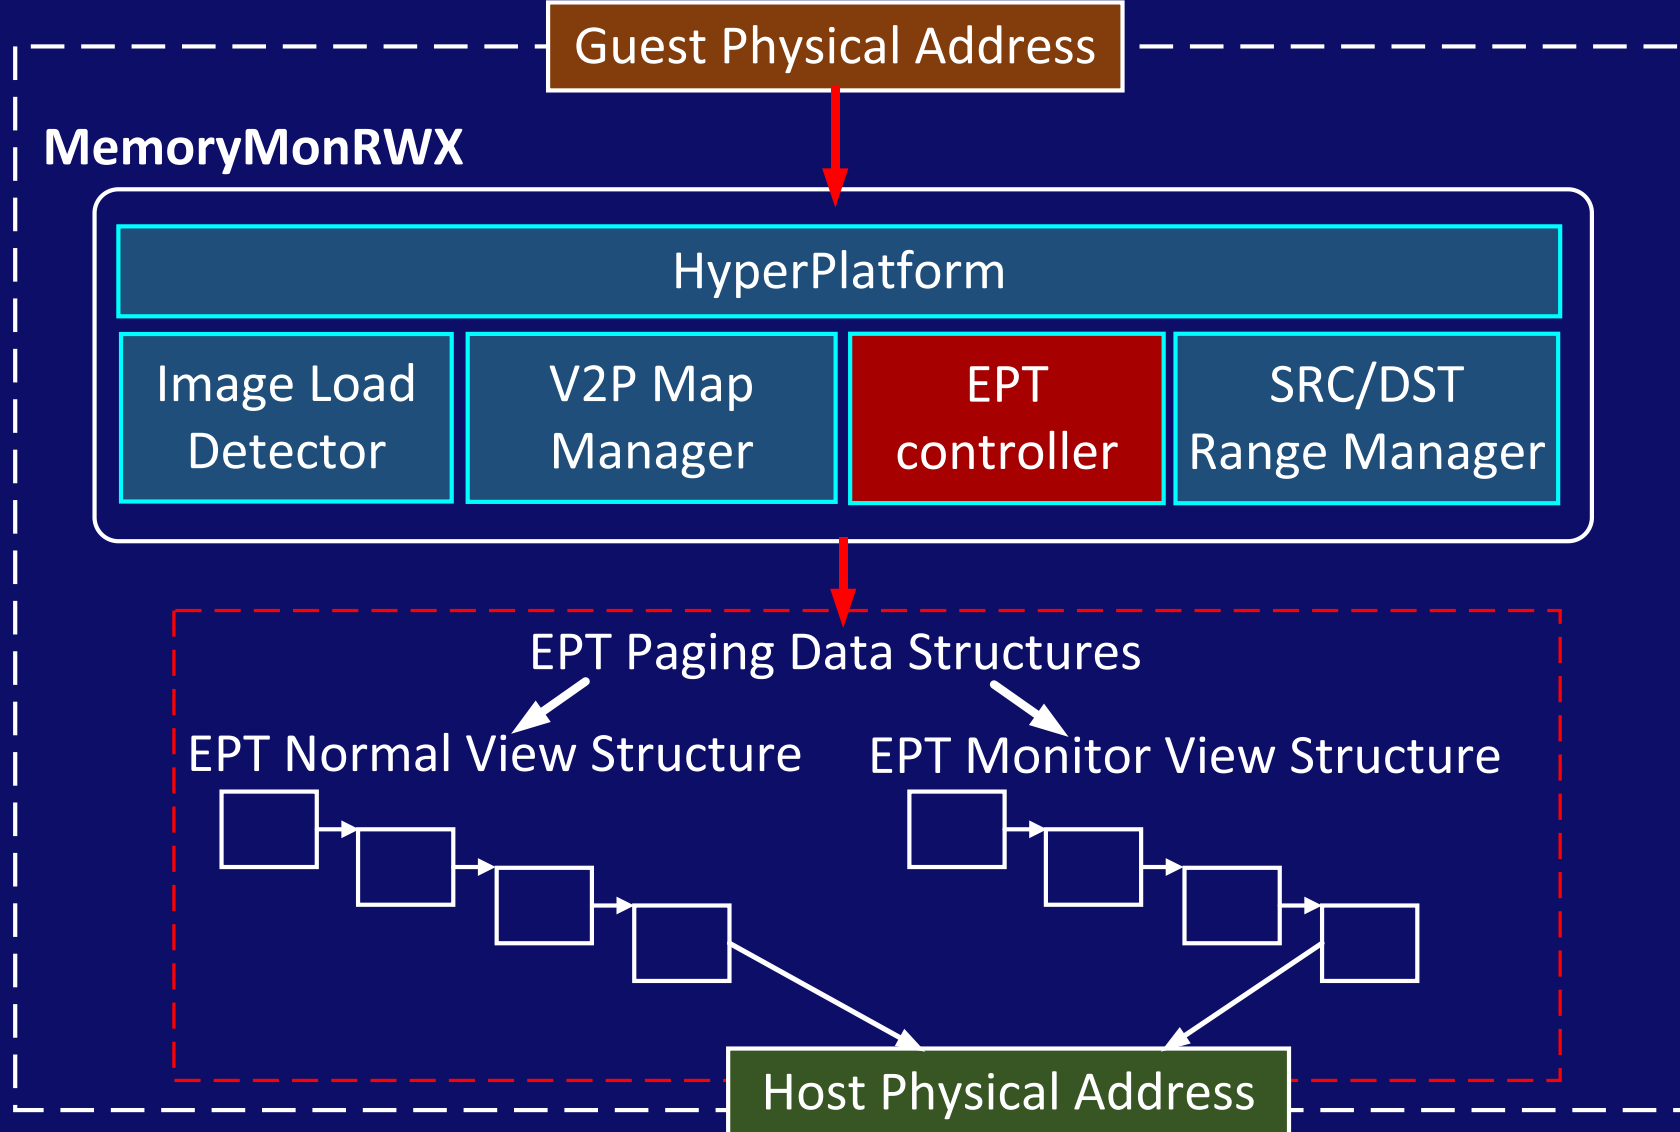 Guest Physical Address
MemoryMonRWX
HyperPlatform
Image Load
Detector
V2P Map
Manager
EPT
controller
SRC/DST
Range Manager
EPT Paging Data Structures
EPT Normal View Structure
EPT Monitor View Structure
Host Physical Address